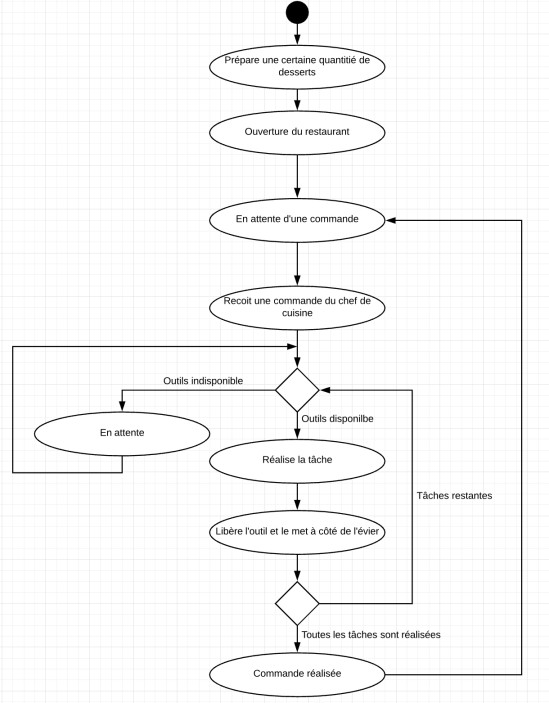 Prépare une certaine quantitié de
desserts
Ouverture du restaurant
En attente d'une commande
Recoit une commande du chef de
cuisine
Outils indisponible
Outils disponilbe
En attente
Réalise la tâche
Tâches restantes
Libère l'outil et le met à côté de l'évier
Toutes les tâches sont réalisées
Commande réalisée